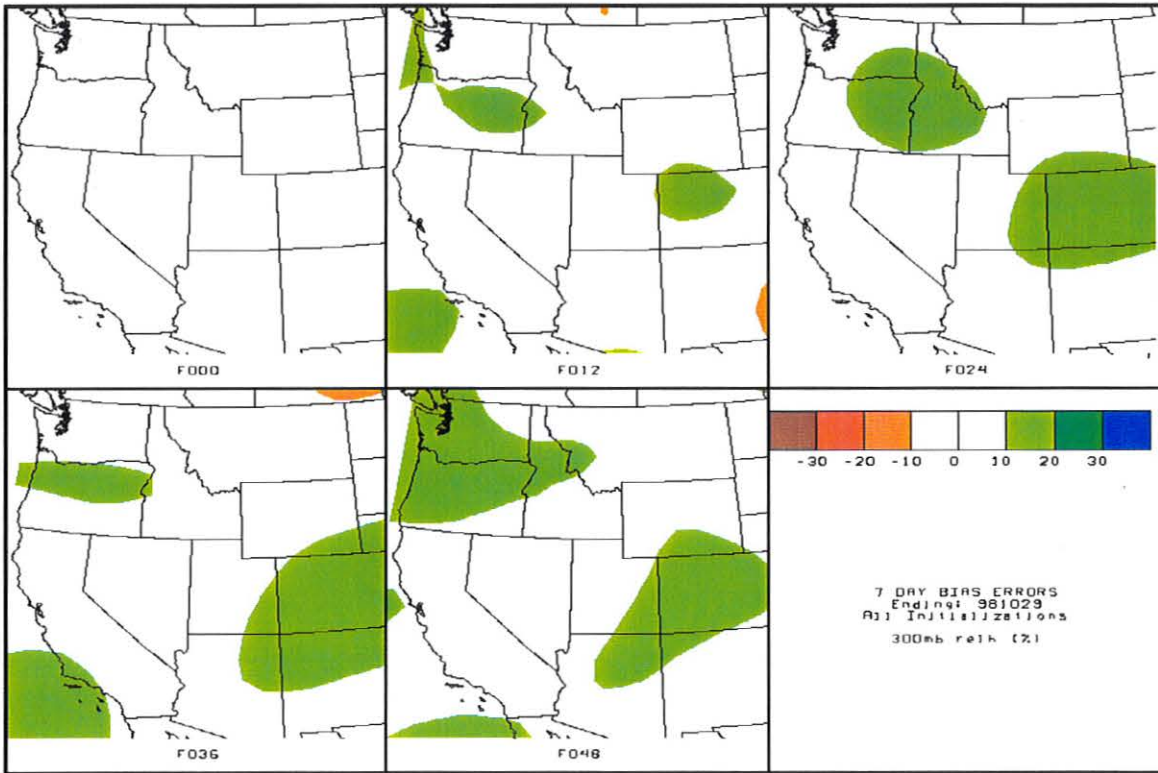 F000
F012
F024
F036
F048
-30 -20 -10 0 10 20 30
7 DAY BIAS ERRORS
Ending: 981029
All Initializations
300mb relh (%)